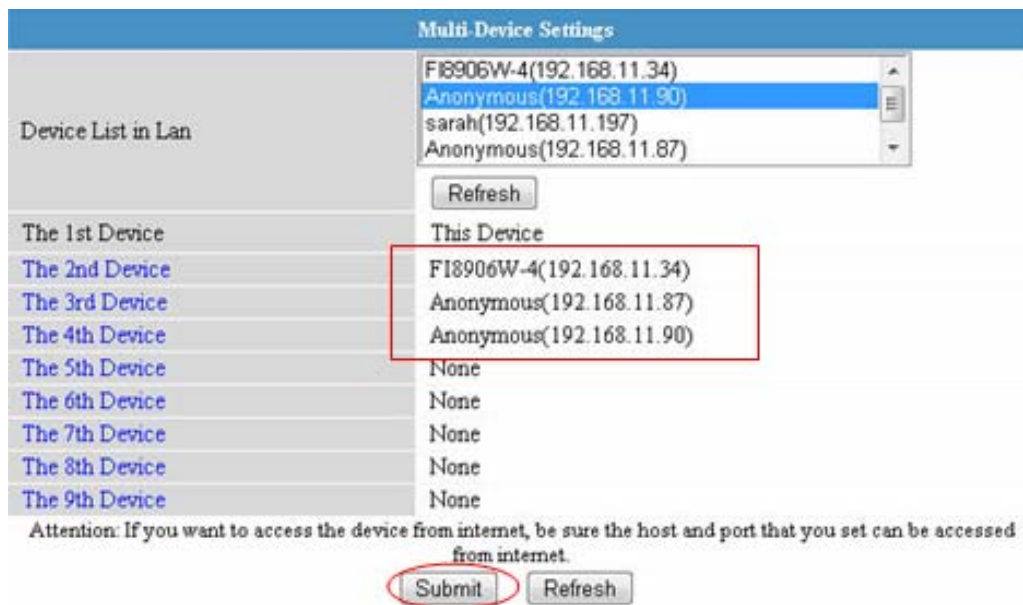 Multi-Device Settings
Device List in Lan
FI8906W-4(192.168.11.34)
Anonymous(192.168.11.90)
sarah(192.168.11.197)
Anonymous(192.168.11.87)
Refresh
The 1st Device This Device
The 2nd Device FI8906W-4(192.168.11.34)
The 3rd Device Anonymous(192.168.11.87)
The 4th Device Anonymous(192.168.11.90)
The 5th Device None
The 6th Device None
The 7th Device None
The 8th Device None
The 9th Device None
Attention: If you want to access the device from internet, be sure the host and port that you set can be accessed
from internet.
Submit Refresh